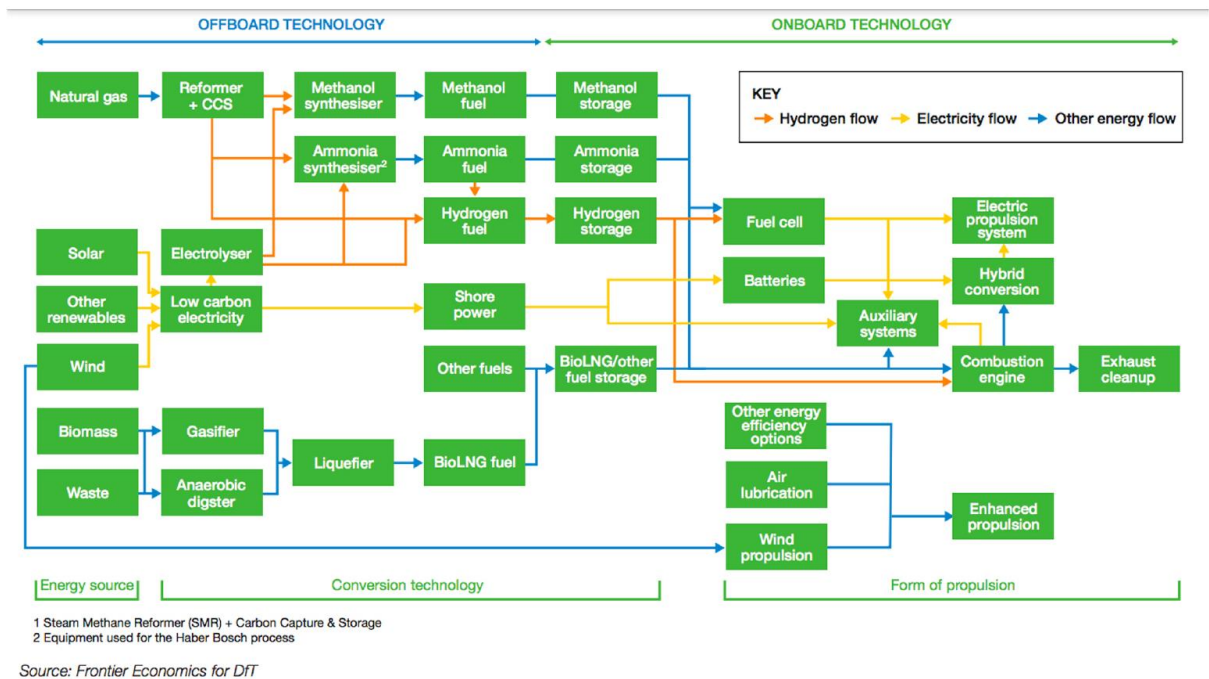 OFFBOARD TECHNOLOGY
ONBOARD TECHNOLOGY
Natural gas
Reformer
+ CCS
Methanol
synthesiser
Methanol
fuel
Methanol
storage
KEY
Hydrogen flow
Electricity flow
Other energy flow
Ammonia
synthesiser2
Ammonia
fuel
Ammonia
storage
Hydrogen
fuel
Hydrogen
storage
Fuel cell
Electric
propulsion
system
Solar
Electrolyser
Batteries
Hybrid
conversion
Other
renewables
Low carbon
electricity
Shore
power
Auxiliary
systems
Wind
Other fuels
BioLNG/other
fuel storage
Combustion
engine
Exhaust
cleanup
Biomass
Gasifier
Other energy
efficiency
options
Liquefier
BioLNG fuel
Waste
Anaerobic
digster
Air
lubrication
Enhanced
propulsion
Wind
propulsion
Energy source
Conversion technology
Form of propulsion
1 Steam Methane Reformer (SMR) + Carbon Capture & Storage
2 Equipment used for the Haber Bosch process
Source: Frontier Economics for DfT